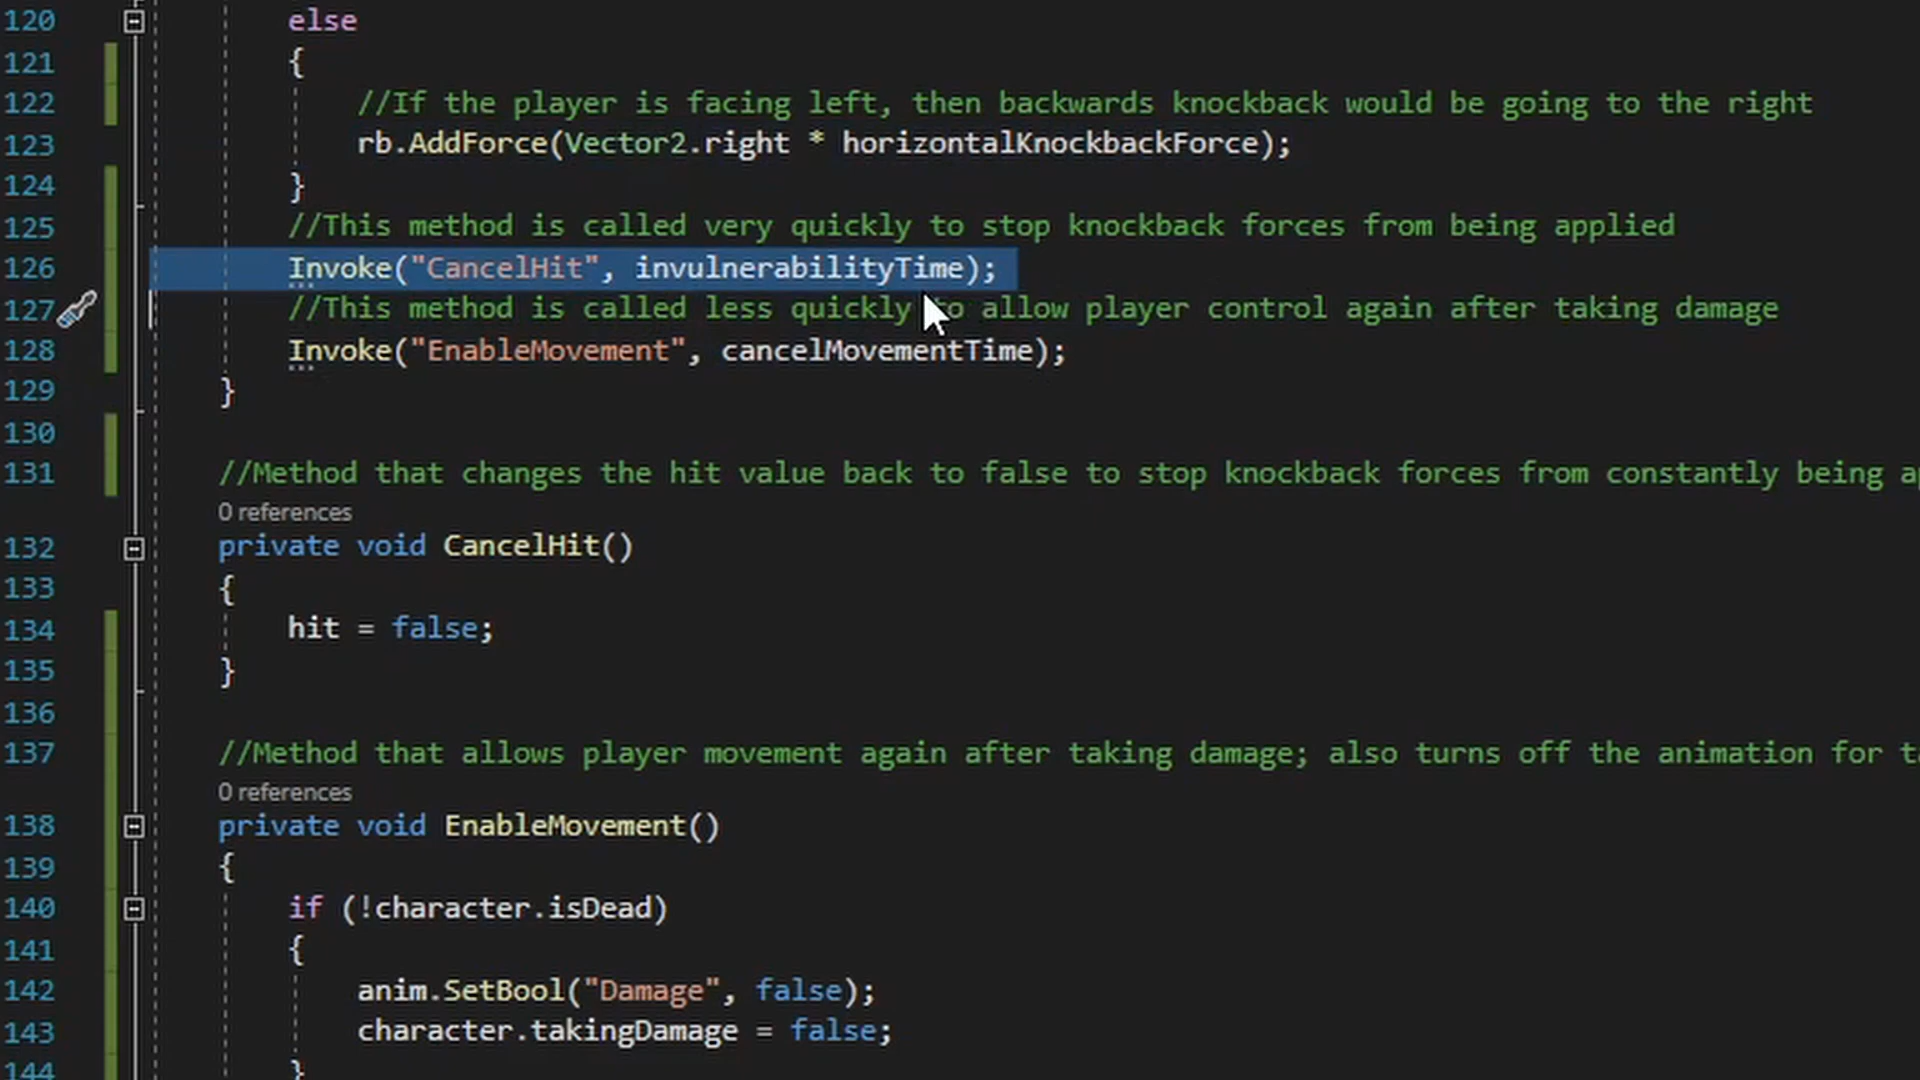 120 else
121 {
122 //If the player is facing left, then backwards knockback would be going to the right
123 rb.AddForce(Vector2.right * horizontalKnockbackForce);
124 }
125 //This method is called very quickly to stop knockback forces from being applied
126 Invoke("CancelHit", invulnerabilityTime);
127 //This method is called less quickly to allow player control again after taking damage
128 Invoke("EnableMovement", cancelMovementTime);
129 }
130
131 //Method that changes the hit value back to false to stop knockback forces from constantly being
0 references
132 private void CancelHit()
133 {
134 hit = false;
135 }
136
137 //Method that allows player movement again after taking damage; also turns off the animation for
0 references
138 private void EnableMovement()
139 {
140 if (!character.isDead)
141 {
142 anim.SetBool("Damage", false);
143 character.takingDamage = false;
144 }